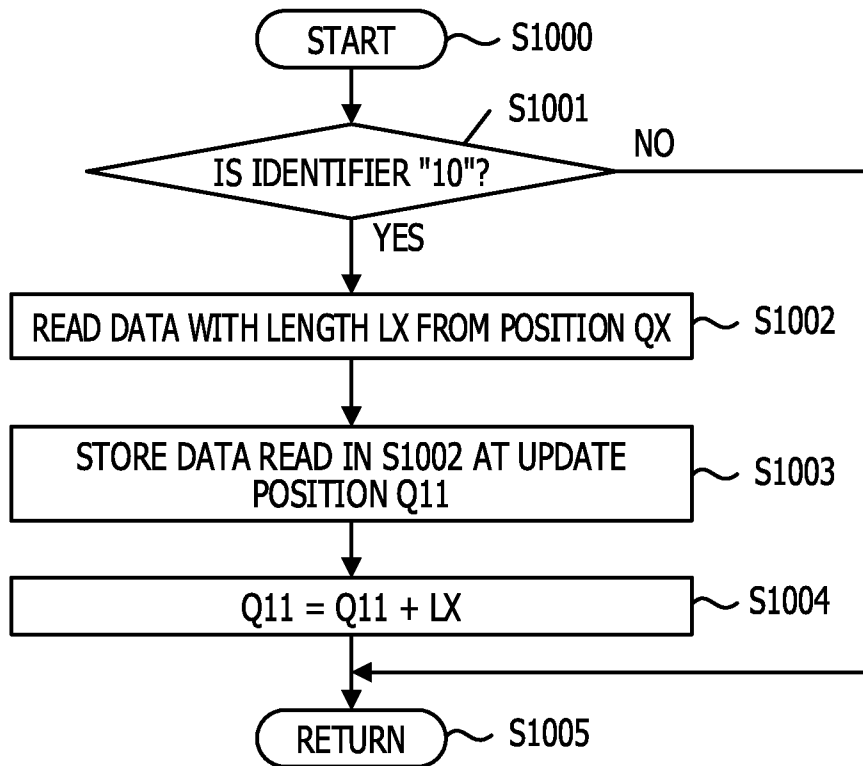 START
S1000
S1001
IS IDENTIFIER "10"?
NO
YES
READ DATA WITH LENGTH LX FROM POSITION QX
S1002
STORE DATA READ IN S1002 AT UPDATE
POSITION Q11
S1003
Q11 = Q11 + LX
S1004
RETURN
S1005